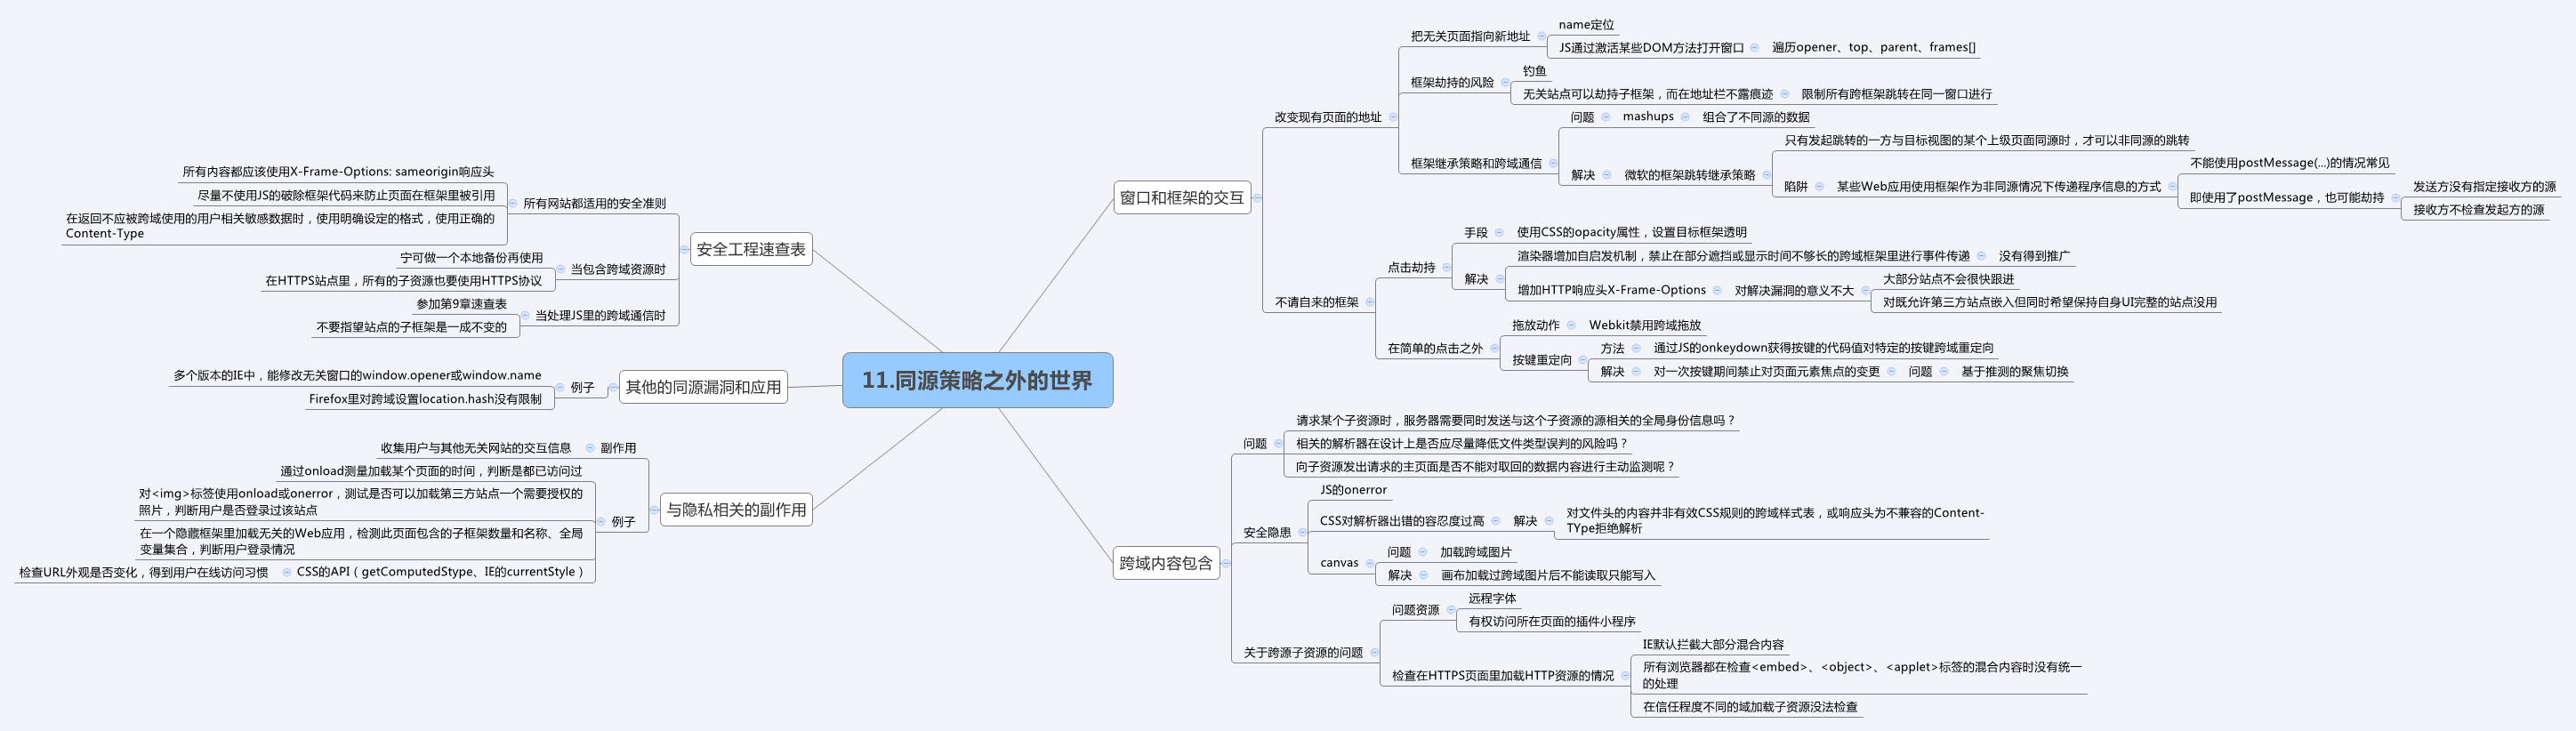 11.同源策略之外的世界
窗口和框架的交互
改变现有页面的地址
把无关页面指向新地址
name定位
JS通过激活某些DOM方法打开窗口
遍历opener、top、parent、frames[]
框架劫持的风险
钓鱼
无关站点可以劫持子框架，而在地址栏不露痕迹
限制所有跨框架跳转在同一窗口进行
框架继承策略和跨域通信
问题
mashups
组合了不同源的数据
解决
微软的框架跳转继承策略
只有发起跳转的一方与目标视图的某个上级页面同源时，才可以非同源的跳转
陷阱
某些Web应用使用框架作为非同源情况下传递程序信息的方式
不能使用postMessage(...)的情况常见
即使用了postMessage，也可能劫持
发送方没有指定接收方的源
接收方不检查发起方的源
不请自来的框架
点击劫持
手段
使用CSS的opacity属性，设置目标框架透明
解决
渲染器增加自启发机制，禁止在部分遮挡或显示时间不够长的跨域框架里进行事件传递
没有得到推广
增加HTTP响应头X-Frame-Options
对解决漏洞的意义不大
大部分站点不会很快跟进
对既允许第三方站点嵌入但同时希望保持自身UI完整的站点没用
在简单的点击之外
拖放动作
Webkit禁用跨域拖放
按键重定向
方法
通过JS的onkeydown获得按键的代码值对特定的按键跨域重定向
解决
对一次按键期间禁止对页面元素焦点的变更
问题
基于推测的聚焦切换
跨域内容包含
问题
请求某个子资源时，服务器需要同时发送与这个子资源的源相关的全局身份信息吗？
相关的解析器在设计上是否应尽量降低文件类型误判的风险吗？
向子资源发出请求的主页面是否不能对取回的数据内容进行主动监测呢？
安全隐患
JS的onerror
CSS对解析器出错的容忍度过高
解决
对文件头的内容并非有效CSS规则的跨域样式表，或响应头为不兼容的Content-
TYpe拒绝解析
canvas
问题
加载跨域图片
解决
画布加载过跨域图片后不能读取只能写入
关于跨源子资源的问题
问题资源
远程字体
有权访问所在页面的插件小程序
检查在HTTPS页面里加载HTTP资源的情况
IE默认拦截大部分混合内容
所有浏览器都在检查<embed>、<object>、<applet>标签的混合内容时没有统一
的处理
在信任程度不同的域加载子资源没法检查
安全工程速查表
所有网站都适用的安全准则
所有内容都应该使用X-Frame-Options: sameorigin响应头
尽量不使用JS的破除框架代码来防止页面在框架里被引用
在返回不应被跨域使用的用户相关敏感数据时，使用明确设定的格式，使用正确的
Content-Type
当包含跨域资源时
宁可做一个本地备份再使用
在HTTPS站点里，所有的子资源也要使用HTTPS协议
当处理JS里的跨域通信时
参加第9章速查表
不要指望站点的子框架是一成不变的
其他的同源漏洞和应用
例子
多个版本的IE中，能修改无关窗口的window.opener或window.name
Firefox里对跨域设置location.hash没有限制
与隐私相关的副作用
副作用
收集用户与其他无关网站的交互信息
例子
通过onload测量加载某个页面的时间，判断是都已访问过
对<img>标签使用onload或onerror，测试是否可以加载第三方站点一个需要授权的
照片，判断用户是否登录过该站点
在一个隐藏框架里加载无关的Web应用，检测此页面包含的子框架数量和名称、全局
变量集合，判断用户登录情况
CSS的API（getComputedStype、IE的currentStyle）
检查URL外观是否变化，得到用户在线访问习惯